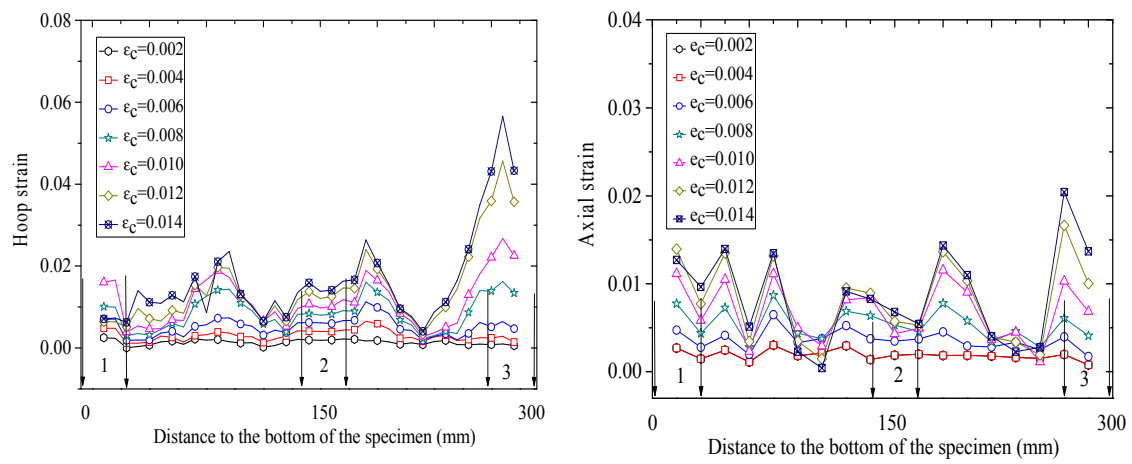 0.08
0.06
0.04
0.02
0.00
Hoop strain
εc=0.002
εc=0.004
εc=0.006
εc=0.008
εc=0.010
εc=0.012
εc=0.014
1
2
3
0 150 300
Distance to the bottom of the specimen (mm)
0.04
0.03
0.02
0.01
0.00
Axial strain
ec=0.002
ec=0.004
ec=0.006
ec=0.008
ec=0.010
ec=0.012
ec=0.014
1
2
3
0 150 300
Distance to the bottom of the specimen (mm)